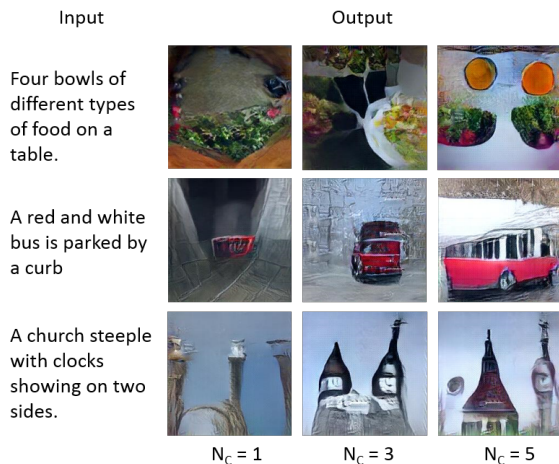 Input
Output
Four bowls of
different types
of food on a
table.
A red and white
bus is parked by
a curb
A church steeple
with clocks
showing on two
sides.
N_C = 1
N_C = 3
N_C = 5